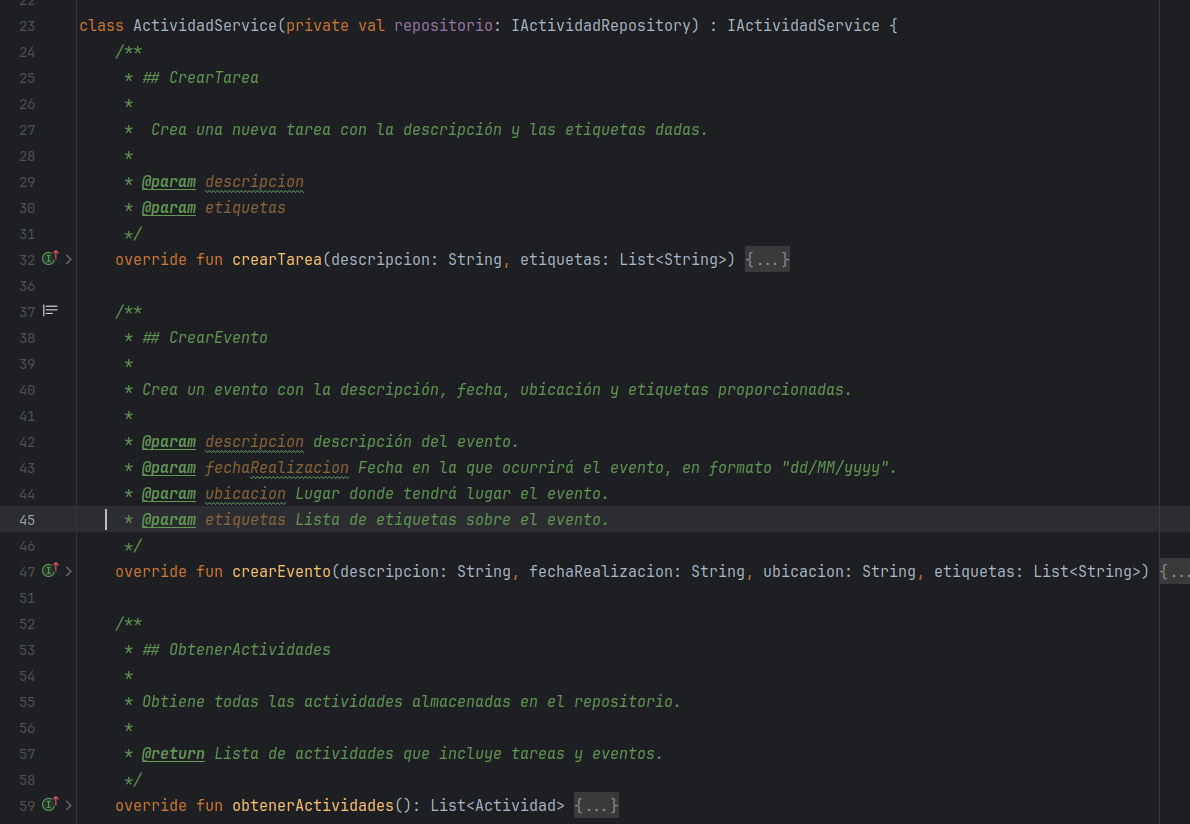 22
23 class ActividadService(private val repositorio: IActividadRepository) : IActividadService {
24 /**
25 * ## CrearTarea
26 *
27 *  Crea una nueva tarea con la descripción y las etiquetas dadas.
28 *
29 * @param descripcion
30 * @param etiquetas
31 */
32 override fun crearTarea(descripcion: String, etiquetas: List<String>) {...}
36
37 /**
38 * ## CrearEvento
39 *
40 * Crea un evento con la descripción, fecha, ubicación y etiquetas proporcionadas.
41 *
42 * @param descripcion descripción del evento.
43 * @param fechaRealizacion Fecha en la que ocurrirá el evento, en formato "dd/MM/yyyy".
44 * @param ubicacion Lugar donde tendrá lugar el evento.
45 * @param etiquetas Lista de etiquetas sobre el evento.
46 */
47 override fun crearEvento(descripcion: String, fechaRealizacion: String, ubicacion: String, etiquetas: List<String>) {...
51
52 /**
53 * ## ObtenerActividades
54 *
55 * Obtiene todas las actividades almacenadas en el repositorio.
56 *
57 * @return Lista de actividades que incluye tareas y eventos.
58 */
59 override fun obtenerActividades(): List<Actividad> {...}